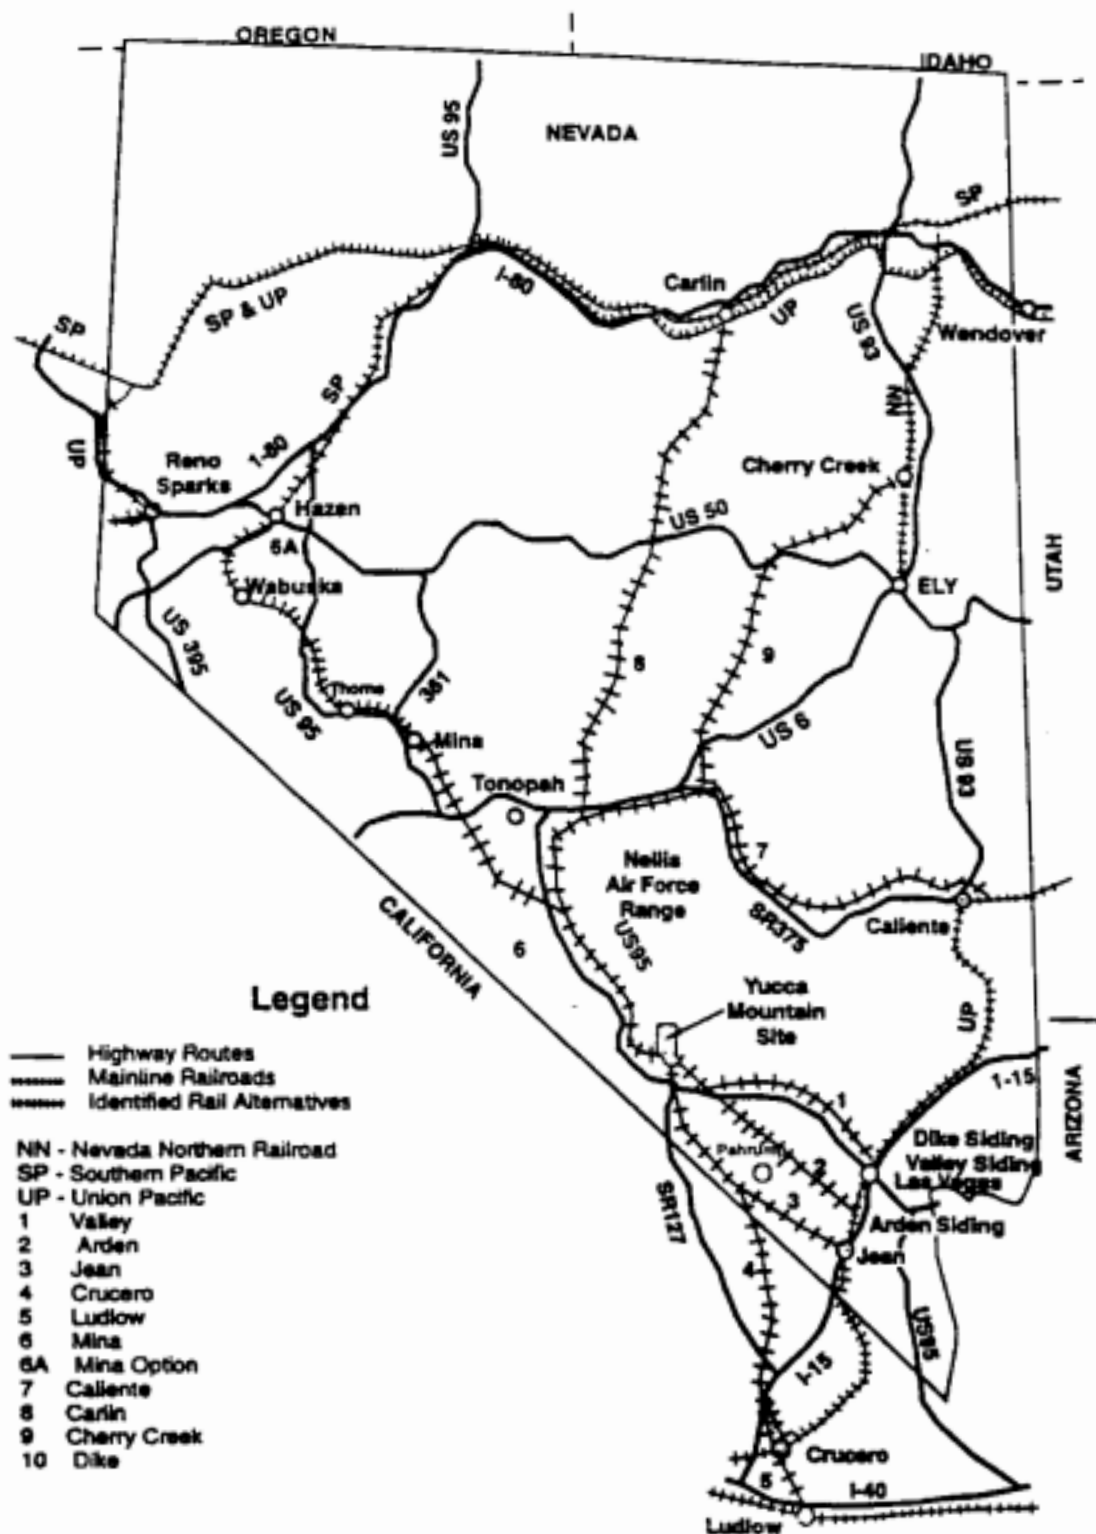 OREGON
IDAHO
US 95
NEVADA
SP
Carlin
I-80
SP & UP
UP
SP
US 93
Wendover
SP
NN
UP
Reno
Sparks
1-80
Cherry Creek
Hazen
US 50
6A
Wabuska
ELY
UTAH
US 395
8
9
361
Thorne
US 95
Mina
US 6
US 93
Tonopah
7
Nellis
Air Force
Range
SR375
Caliente
CALIFORNIA
US95
6
Yucca
Mountain
Site
UP
Legend
Highway Routes
Mainline Railroads
Identified Rail Alternatives
1-15
ARIZONA
1
Dike Siding
Valley Siding
Las Vegas
Pahrump
2
3
SR127
Arden Siding
Jean
4
US95
I-15
Crucero
5
I-40
Ludlow
NN - Nevada Northern Railroad
SP - Southern Pacific
UP - Union Pacific
1 Valley
2 Arden
3 Jean
4 Crucero
5 Ludlow
6 Mina
6A Mina Option
7 Caliente
8 Carlin
9 Cherry Creek
10 Dike